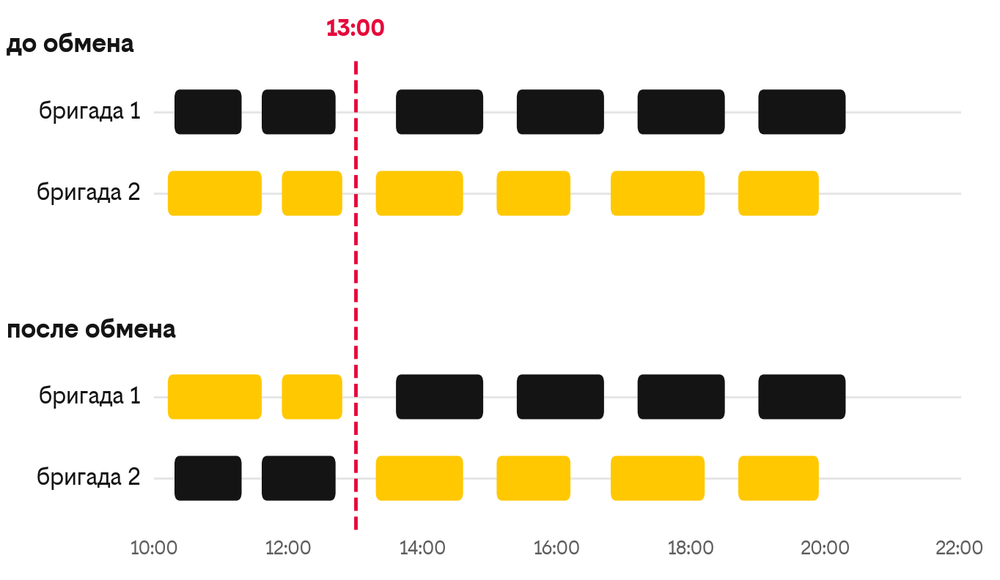 13:00
до обмена
бригада 1
бригада 2
после обмена
бригада 1
бригада 2
10:00 12:00 14:00 16:00 18:00 20:00 22:00